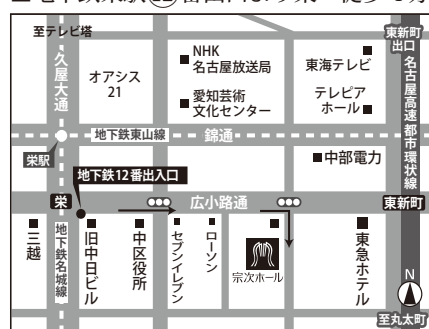 至テレビ塔
久屋大通
オアシス
21
NHK
名古屋放送局
愛知芸術
文化センター
東海テレビ
テレピア
ホール
東新町
出口
名古屋高速都市環状線
地下鉄東山線
錦通
栄駅
地下鉄12番出入口
中部電力
栄
広小路通
東新町
三越
地下鉄名城線
旧中日ビル
中区役所
セブンイレブン
ローソン
宗次ホール
東急ホテル
N
至丸太町